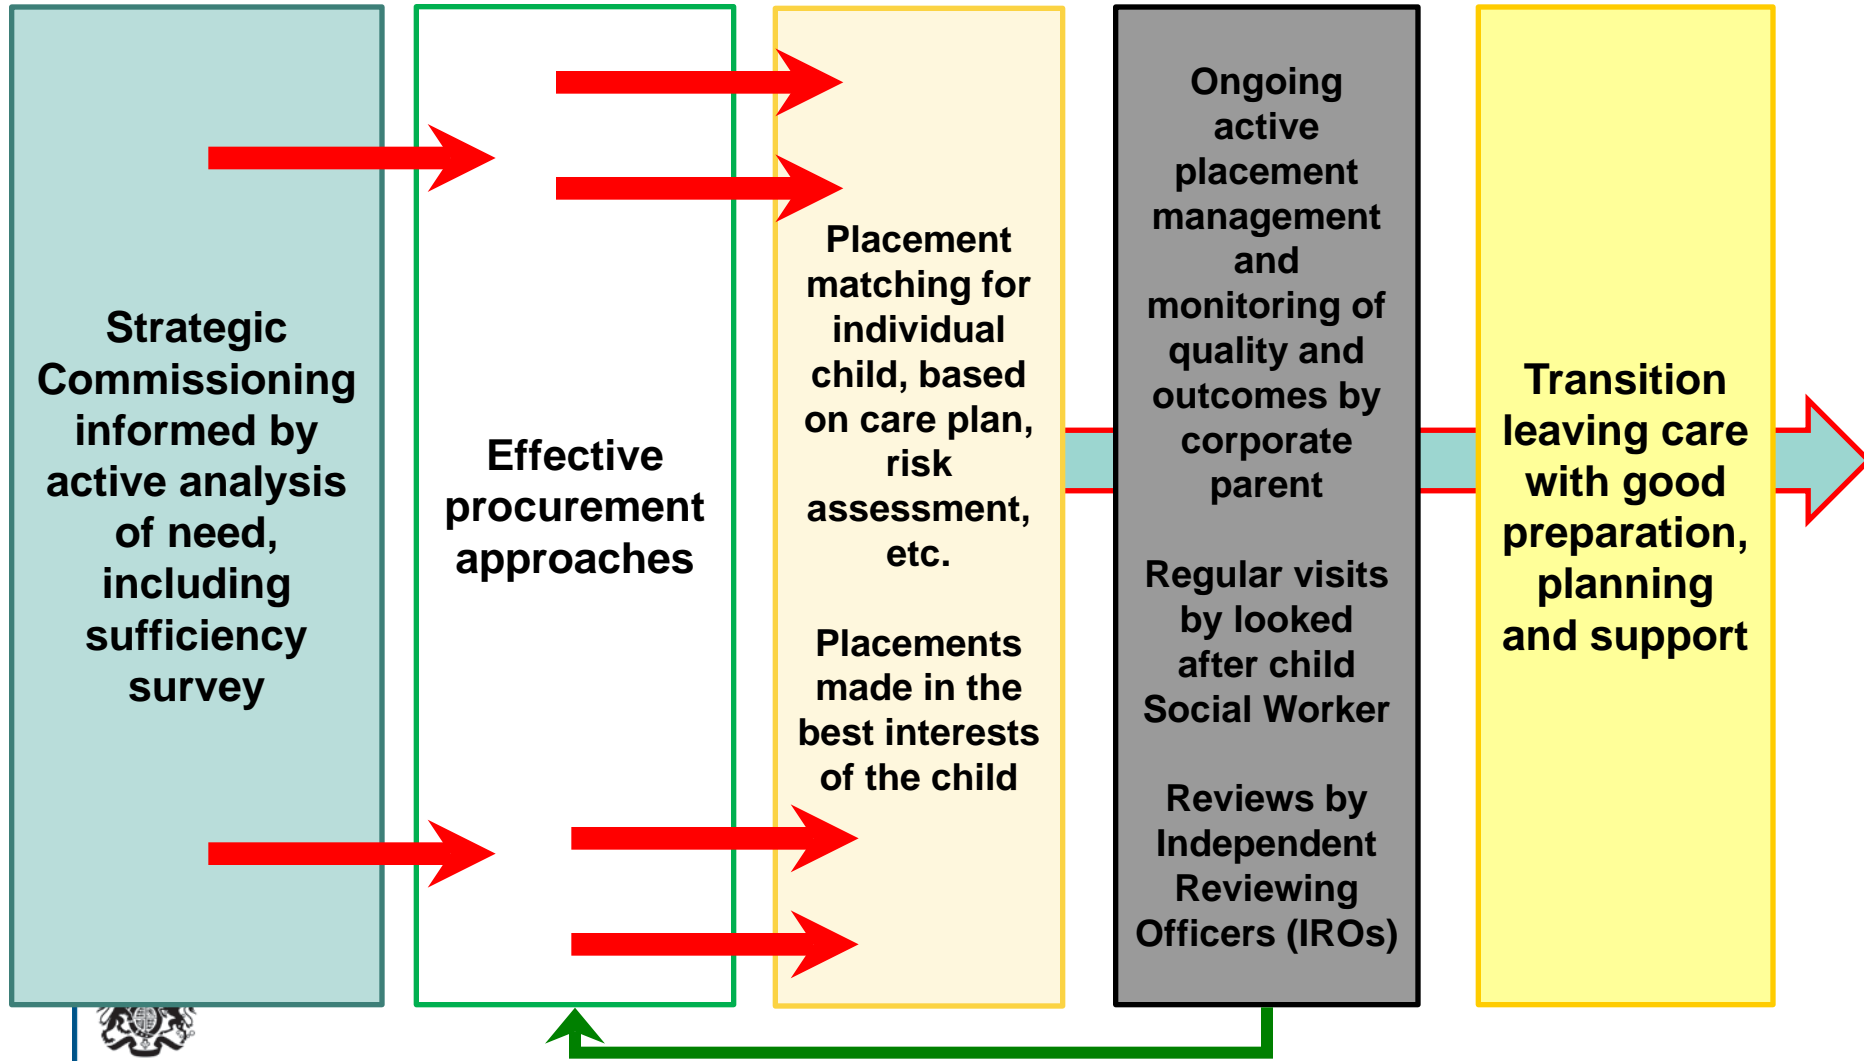 Strategic
Commissioning
informed by
active analysis
of need,
including
sufficiency
survey
Effective
procurement
approaches
Placement
matching for
individual
child, based
on care plan,
risk
assessment,
etc.
Placements
made in the
best interests
of the child
Ongoing
active
placement
management
and
monitoring of
quality and
outcomes by
corporate
parent
Regular visits
by looked
after child
Social Worker
Reviews by
Independent
Reviewing
Officers (IROs)
Transition
leaving care
with good
preparation,
planning
and support